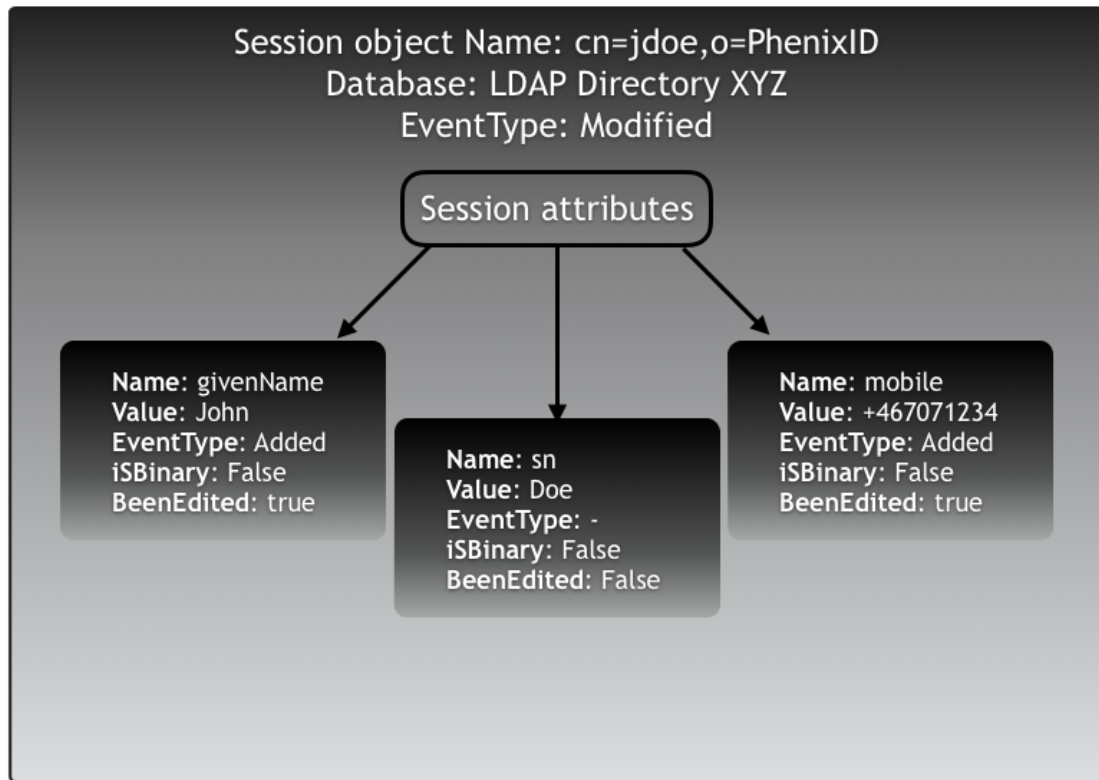 Session object Name: cn=jdoe,o=PhenixID
Database: LDAP Directory XYZ
EventType: Modified
Session attributes
Name: givenName
Value: John
EventType: Added
iSBinary: False
BeenEdited: true
Name: sn
Value: Doe
EventType: -
iSBinary: False
BeenEdited: False
Name: mobile
Value: +467071234
EventType: Added
iSBinary: False
BeenEdited: true